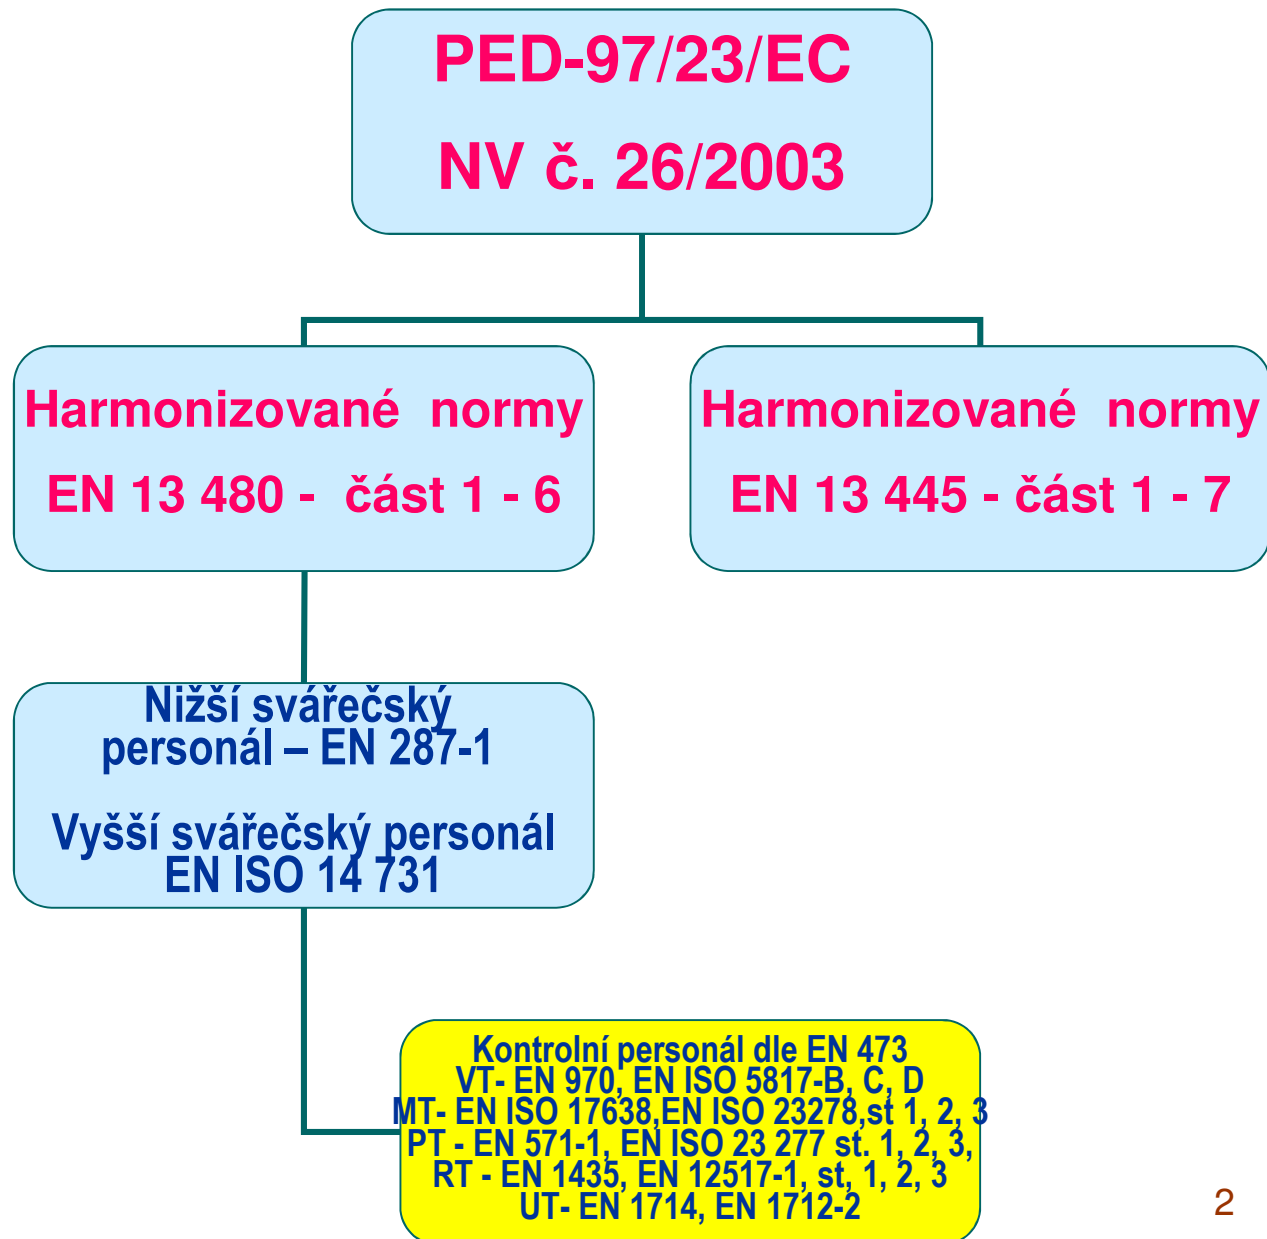 PED-97/23/EC
NV č. 26/2003
Harmonizované normy
EN 13 480 - část 1 - 6
Harmonizované normy
EN 13 445 - část 1 - 7
Nižší svářečský
personál – EN 287-1
Vyšší svářečský personál
EN ISO 14 731
Kontrolní personál dle EN 473
VT- EN 970, EN ISO 5817-B, C, D
MT- EN ISO 17638,EN ISO 23278,st 1, 2, 3
PT - EN 571-1, EN ISO 23 277 st. 1, 2, 3,
RT - EN 1435, EN 12517-1, st, 1, 2, 3
UT- EN 1714, EN 1712-2
2